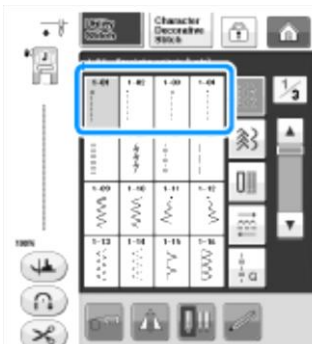 Utility Stitch
Character Decorative Stitch
1/3
1-01 1-02 1-03 1-04
1-09 1-10 1-11 1-12
1-13 1-14 1-15 1-16
100%
a